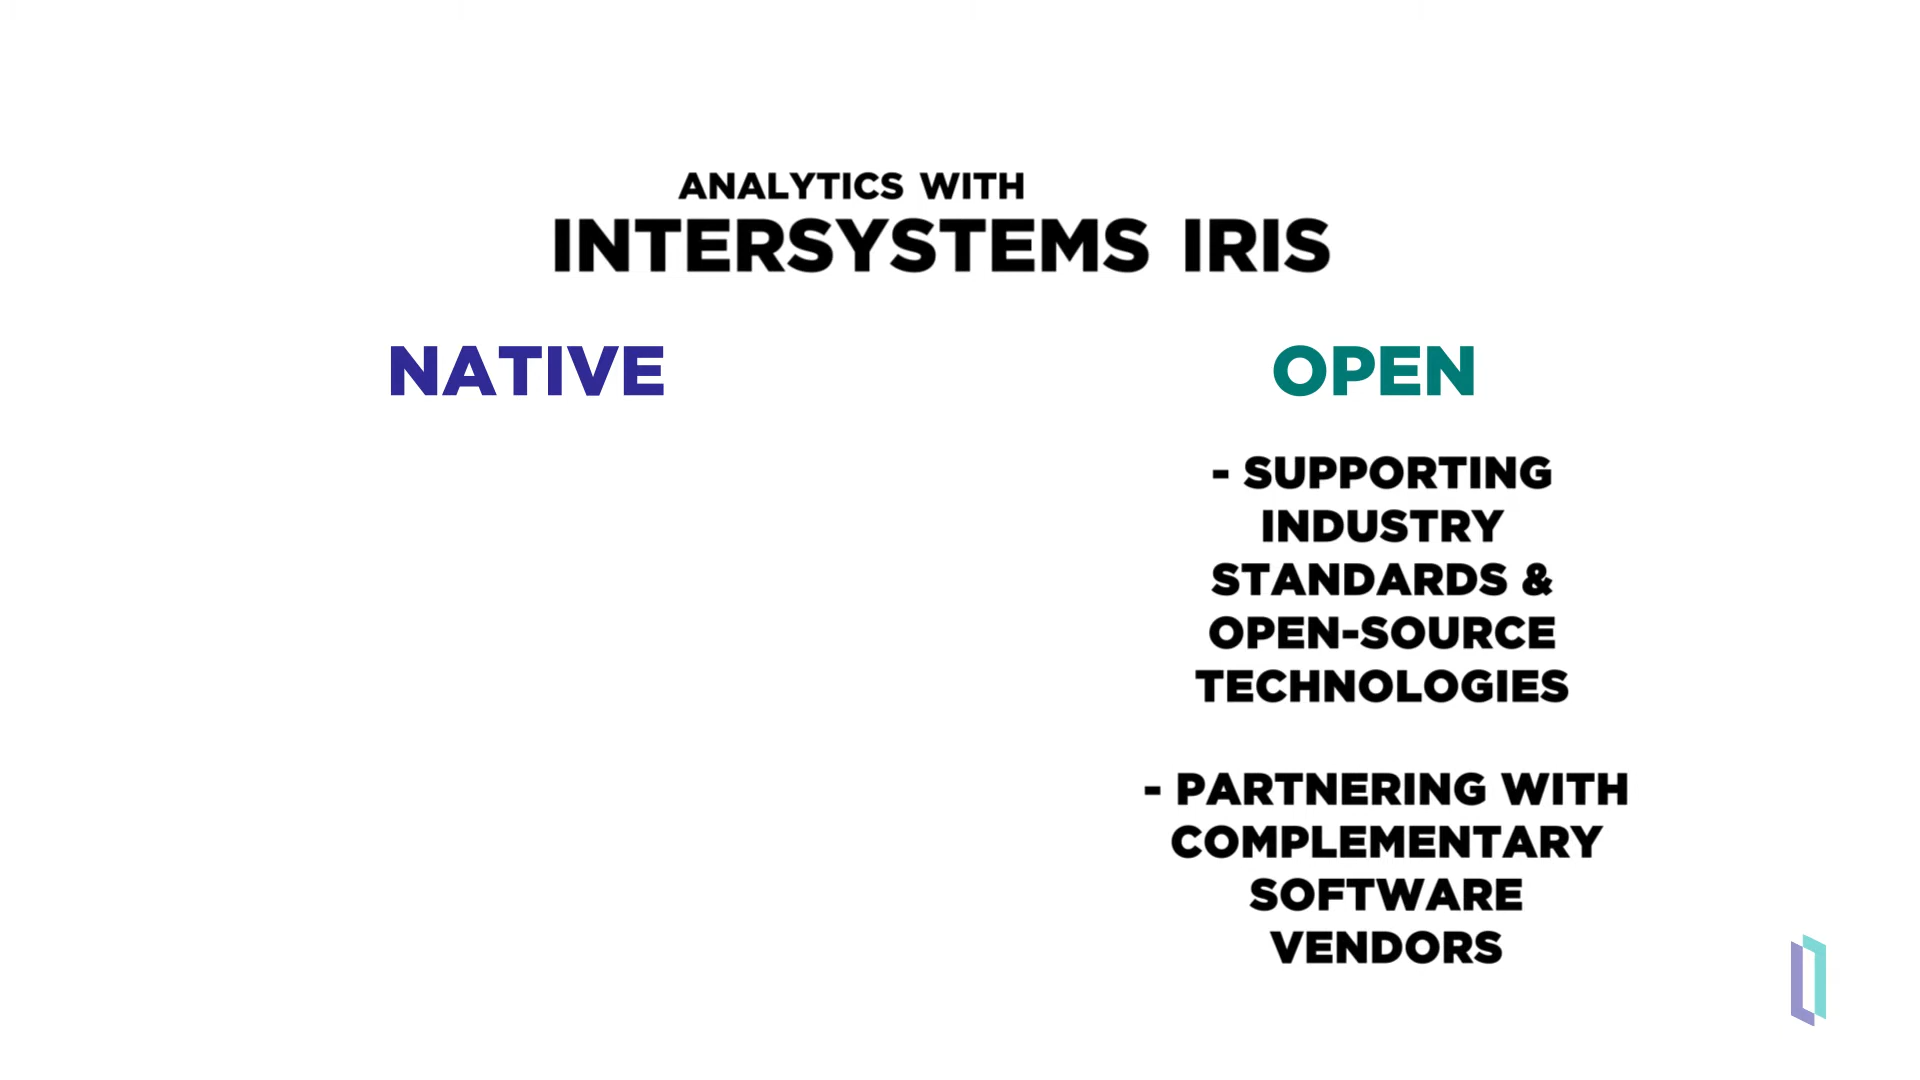 ANALYTICS WITH
INTERSYSTEMS IRIS
NATIVE
OPEN
- SUPPORTING
INDUSTRY
STANDARDS &
OPEN-SOURCE
TECHNOLOGIES
- PARTNERING WITH
COMPLEMENTARY
SOFTWARE
VENDORS